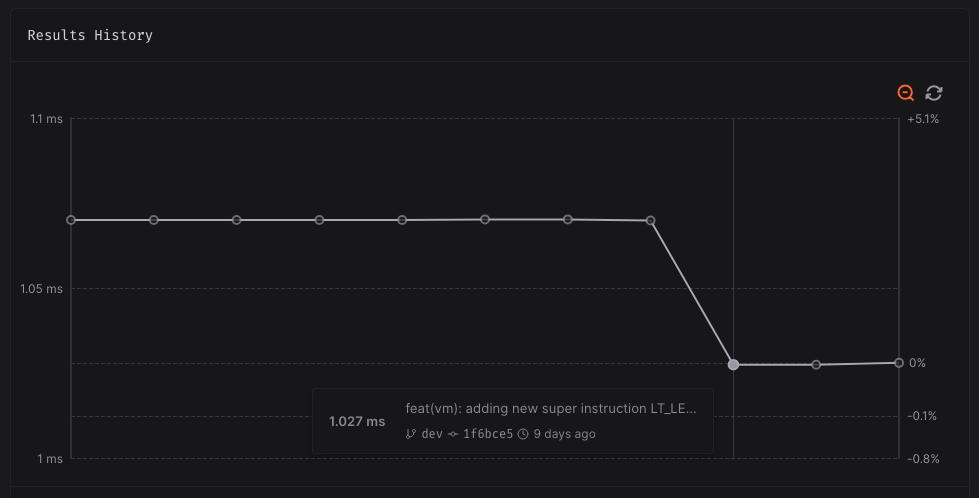 Results History
1.1 ms
+5.1%
1.05 ms
0%
feat(vm): adding new super instruction LT_LE...
1.027 ms
dev 1f6bce5 9 days ago
-0.1%
1 ms
-0.8%